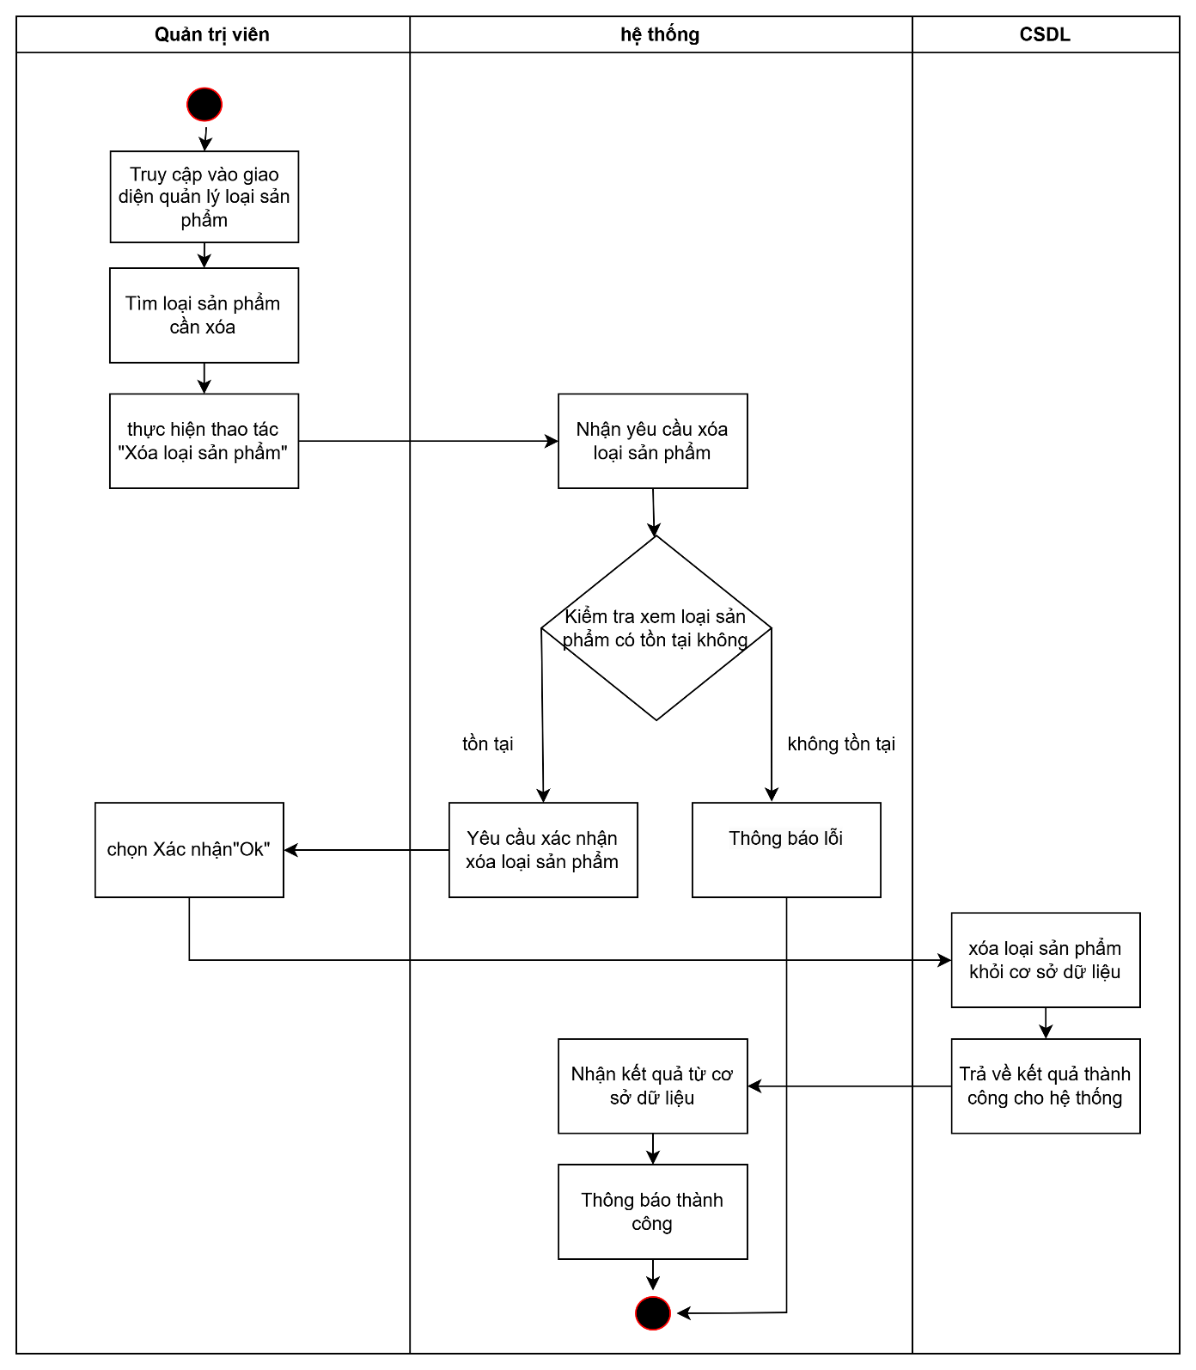 Quản trị viên
hệ thống
CSDL
Truy cập vào giao
diện quản lý loại sản
phẩm
Tìm loại sản phẩm
cần xóa
thực hiện thao tác
"Xóa loại sản phẩm"
Nhận yêu cầu xóa
loại sản phẩm
Kiểm tra xem loại sản
phẩm có tồn tại không
tồn tại
không tồn tại
chọn Xác nhận"Ok"
Yêu cầu xác nhận
xóa loại sản phẩm
Thông báo lỗi
xóa loại sản phẩm
khỏi cơ sở dữ liệu
Nhận kết quả từ cơ
sở dữ liệu
Trả về kết quả thành
công cho hệ thống
Thông báo thành
công